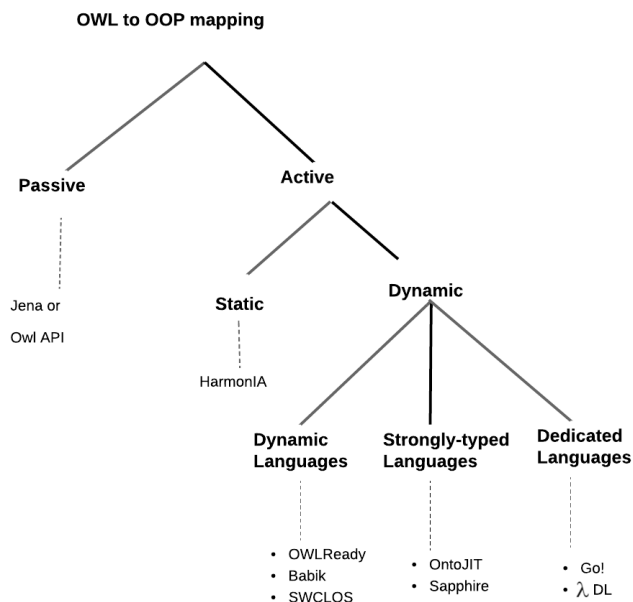 OWL to OOP mapping
Passive
Active
Jena or
Owl API
Static
Dynamic
HarmonIA
Dynamic
Languages
Strongly-typed
Languages
Dedicated
Languages
• OWLReady
• Babik
• SWCLOS
• OntoJIT
• Sapphire
• Go!
• λ DL